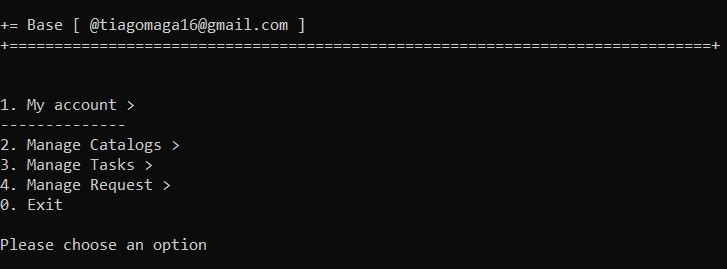 += Base [ @tiagomaga16@gmail.com ]
+==============================================================================+
1. My account >
--------------
2. Manage Catalogs >
3. Manage Tasks >
4. Manage Request >
0. Exit
Please choose an option